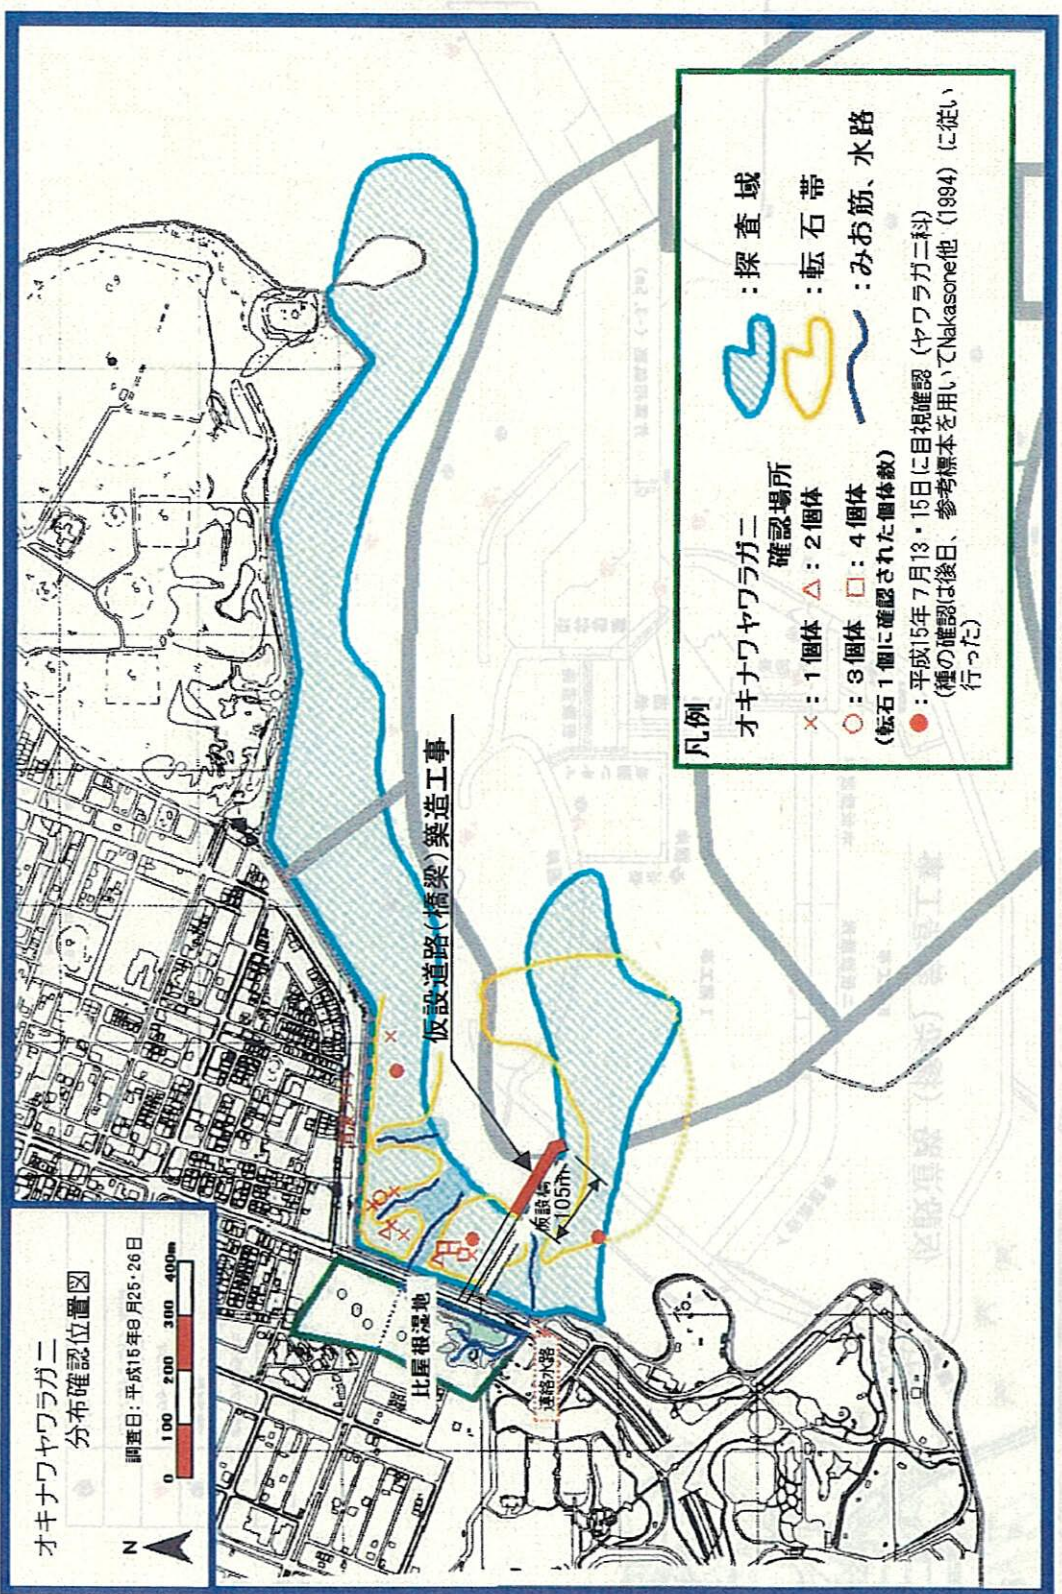 オキナワヤワラガニ
分布確認位置図
調査日：平成15年8月25・26日
N
0 100 200 300 400m
比屋根湿地
連絡水路
仮設橋
105m
仮設道路(橋梁)築造工事
凡例
オキナワヤワラガニ
確認場所
×：1個体 △：2個体
○：3個体 □：4個体
(転石1個に確認された個体数)
●：平成15年7月13・15日に目視確認（ヤワラガニ科）
(種の確認は後日、参考標本を用いてNakasone他（1994）に従い
行った)
：探査域
：転石帯
：みお筋、水路